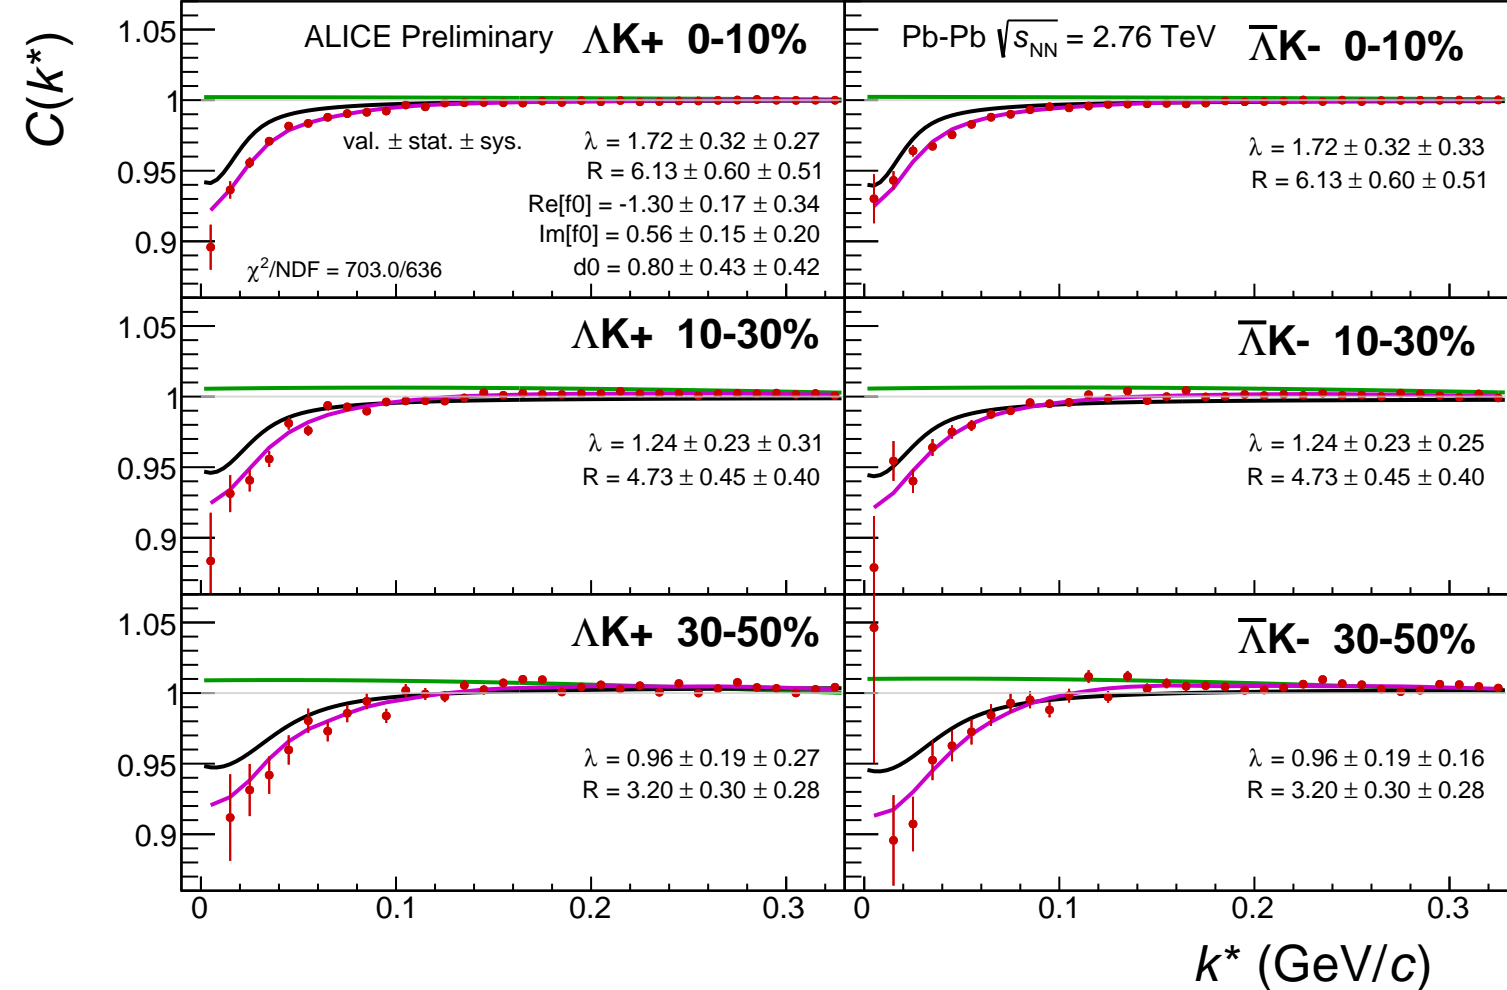 C(k*)
ALICE Preliminary ΛK+ 0-10%
val. ± stat. ± sys.
λ = 1.72 ± 0.32 ± 0.27
R = 6.13 ± 0.60 ± 0.51
Re[f0] = -1.30 ± 0.17 ± 0.34
Im[f0] = 0.56 ± 0.15 ± 0.20
d0 = 0.80 ± 0.43 ± 0.42
χ²/NDF = 703.0/636
1.05
1
0.95
0.9
Pb-Pb √s_NN = 2.76 TeV Λ̅K- 0-10%
λ = 1.72 ± 0.32 ± 0.33
R = 6.13 ± 0.60 ± 0.51
ΛK+ 10-30%
λ = 1.24 ± 0.23 ± 0.31
R = 4.73 ± 0.45 ± 0.40
1.05
1
0.95
0.9
Λ̅K- 10-30%
λ = 1.24 ± 0.23 ± 0.25
R = 4.73 ± 0.45 ± 0.40
ΛK+ 30-50%
λ = 0.96 ± 0.19 ± 0.27
R = 3.20 ± 0.30 ± 0.28
1.05
1
0.95
0.9
Λ̅K- 30-50%
λ = 0.96 ± 0.19 ± 0.16
R = 3.20 ± 0.30 ± 0.28
0 0.1 0.2 0.3
0 0.1 0.2 0.3
k* (GeV/c)